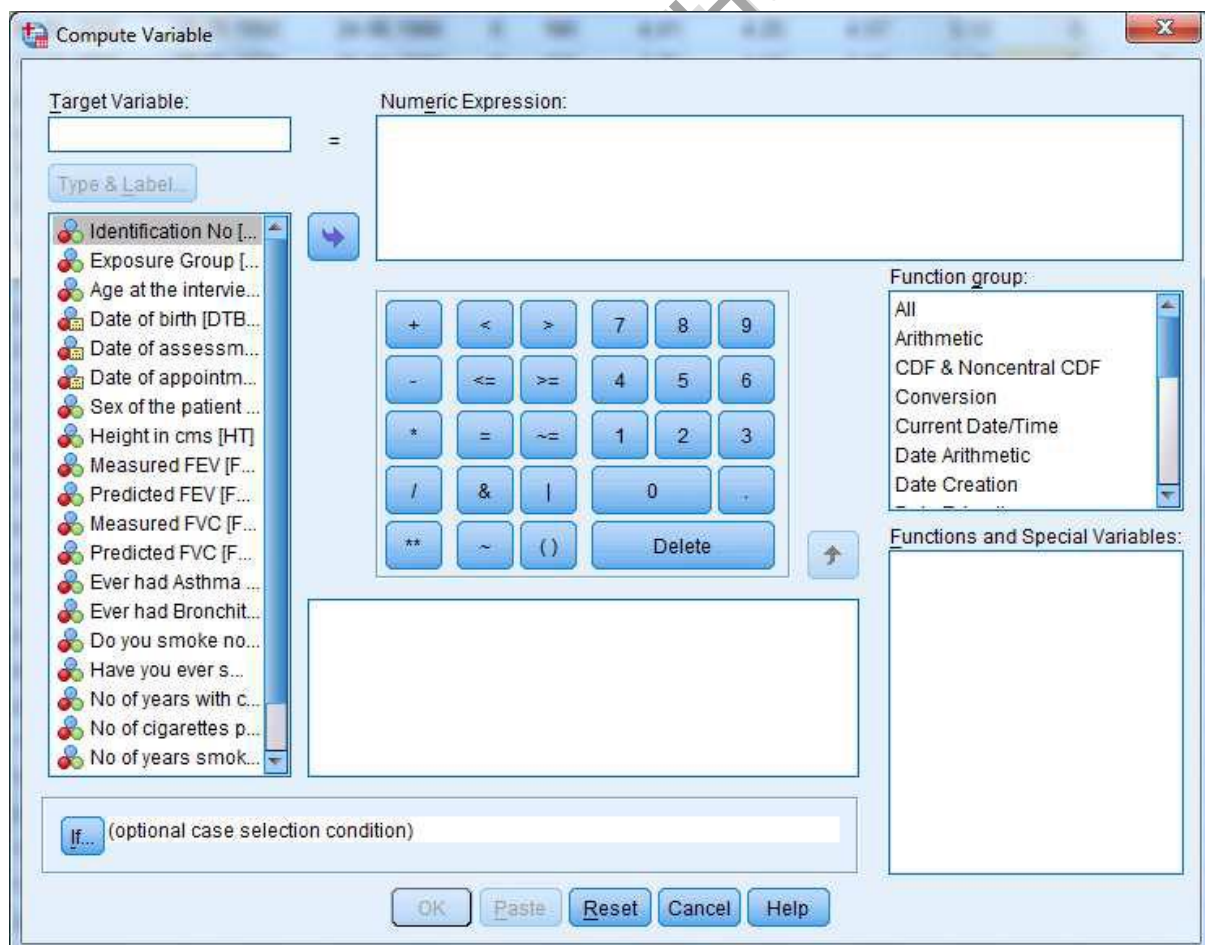 Compute Variable
Target Variable:
Numeric Expression:
=
Type & Label...
Identification No [...
Exposure Group [...
Age at the intervie...
Date of birth [DTB...
Date of assessm...
Date of appointm...
Sex of the patient ...
Height in cms [HT]
Measured FEV [F...
Predicted FEV [F...
Measured FVC [F...
Predicted FVC [F...
Ever had Asthma ...
Ever had Bronchit...
Do you smoke no...
Have you ever s...
No of years with c...
No of cigarettes p...
No of years smok...
+ < > 7 8 9
- <= >= 4 5 6
* = ~= 1 2 3
/ & | 0 .
** ~ ( ) Delete
Function group:
All
Arithmetic
CDF & Noncentral CDF
Conversion
Current Date/Time
Date Arithmetic
Date Creation
Functions and Special Variables:
If... (optional case selection condition)
OK Paste Reset Cancel Help